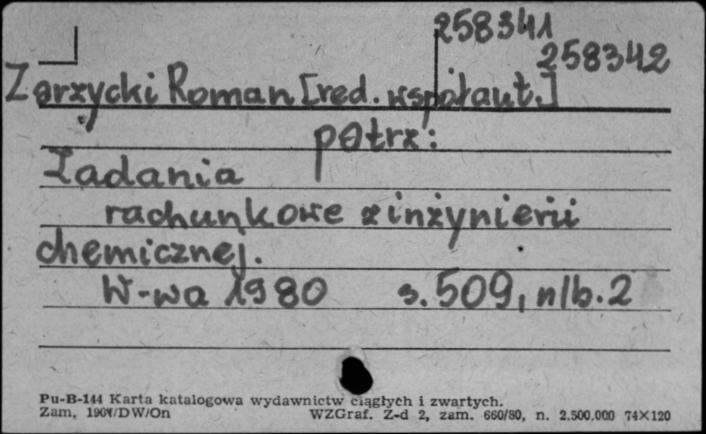 258341
258342
Zarzycki Roman [red. współaut.]
patrz:
Zadania
rachunkowe z inżynierii
chemicznej.
W-wa 1980 s. 509, nlb. 2
Pu-B-144 Karta katalogowa wydawnictw ciągłych i zwartych.
Zam. /DW/On WZGraf. Z-d 2, zam. 660/80, n. 2.500.000 74×120